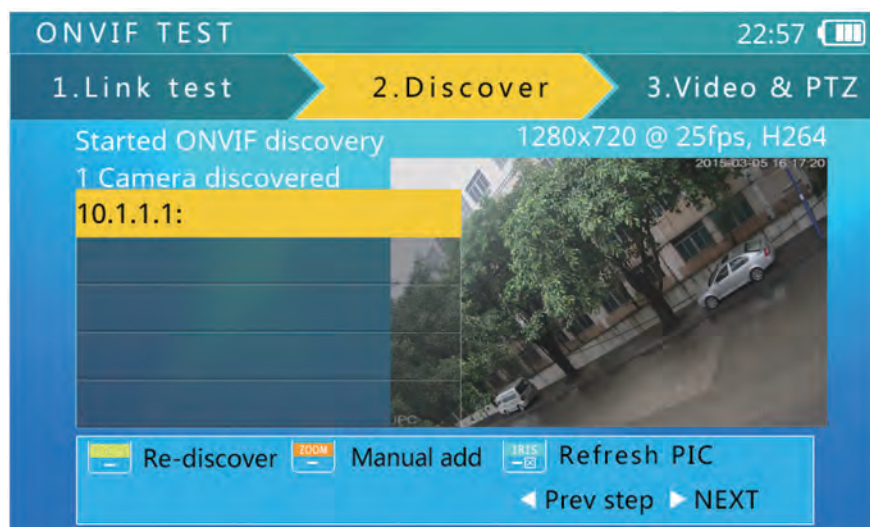 ONVIF TEST 22:57
1.Link test 2.Discover 3.Video & PTZ
Started ONVIF discovery 1280x720 @ 25fps, H264
1 Camera discovered 2015-03-05 16:17:20
10.1.1.1:
IPC
Re-discover ZOOM Manual add IRIS Refresh PIC
Prev step NEXT